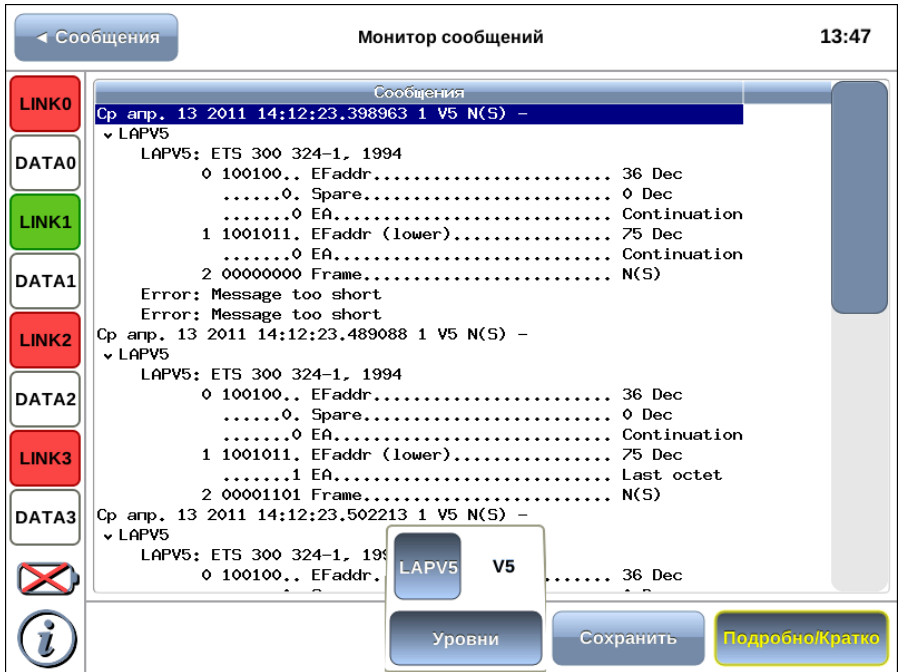 ◄ Сообщения
Монитор сообщений
13:47
LINK0
DATA0
LINK1
DATA1
LINK2
DATA2
LINK3
DATA3
Сообщения
Ср апр. 13 2011 14:12:23.398963 1 V5 N(S) –
LAPV5
LAPV5: ETS 300 324–1, 1994
0 100100.. EFaddr........................ 36 Dec
......0. Spare......................... 0 Dec
.......0 EA............................ Continuation
1 1001011. EFaddr (lower)................ 75 Dec
.......0 EA............................ Continuation
2 00000000 Frame......................... N(S)
Error: Message too short
Error: Message too short
Ср апр. 13 2011 14:12:23.489088 1 V5 N(S) –
LAPV5
LAPV5: ETS 300 324–1, 1994
0 100100.. EFaddr........................ 36 Dec
......0. Spare......................... 0 Dec
.......0 EA............................ Continuation
1 1001011. EFaddr (lower)................ 75 Dec
.......1 EA............................ Last octet
2 00001101 Frame......................... N(S)
Ср апр. 13 2011 14:12:23.502213 1 V5 N(S) –
LAPV5
LAPV5: ETS 300 324–1, 199
0 100100.. EFaddr. ...... 36 Dec
LAPV5 V5
Уровни
Сохранить
Подробно/Кратко